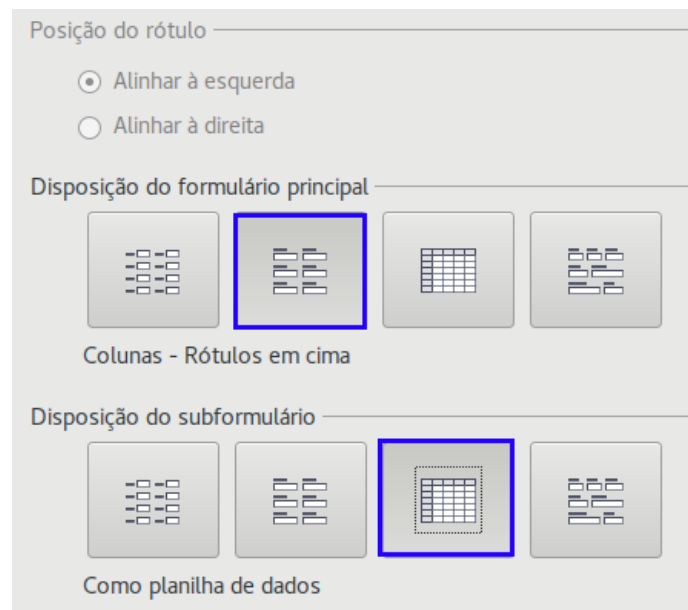 Posição do rótulo
Alinhar à esquerda
Alinhar à direita
Disposição do formulário principal
Colunas - Rótulos em cima
Disposição do subformulário
Como planilha de dados